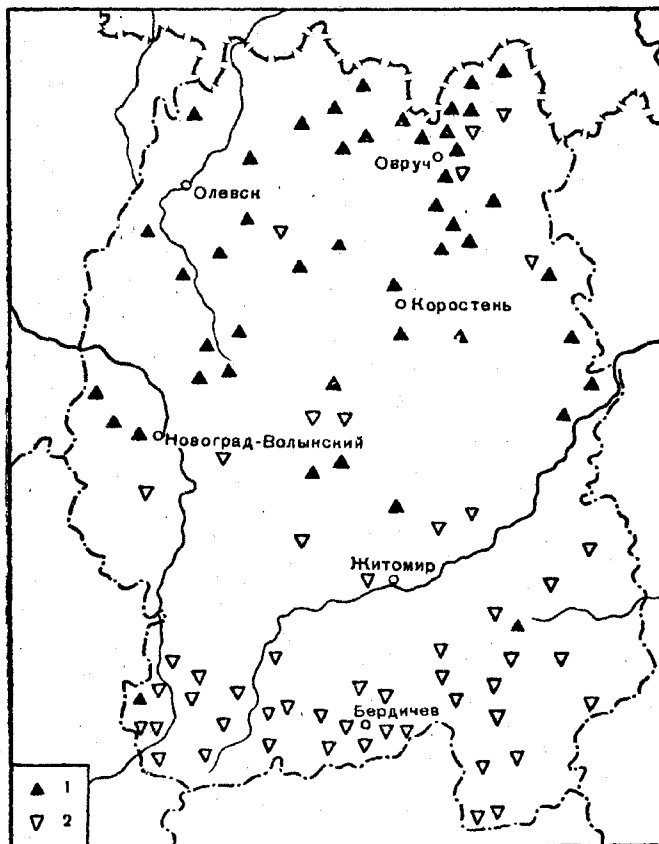 Овруч
Олевск
Коростень
Новоград-Волынский
Житомир
Бердичев
1
2